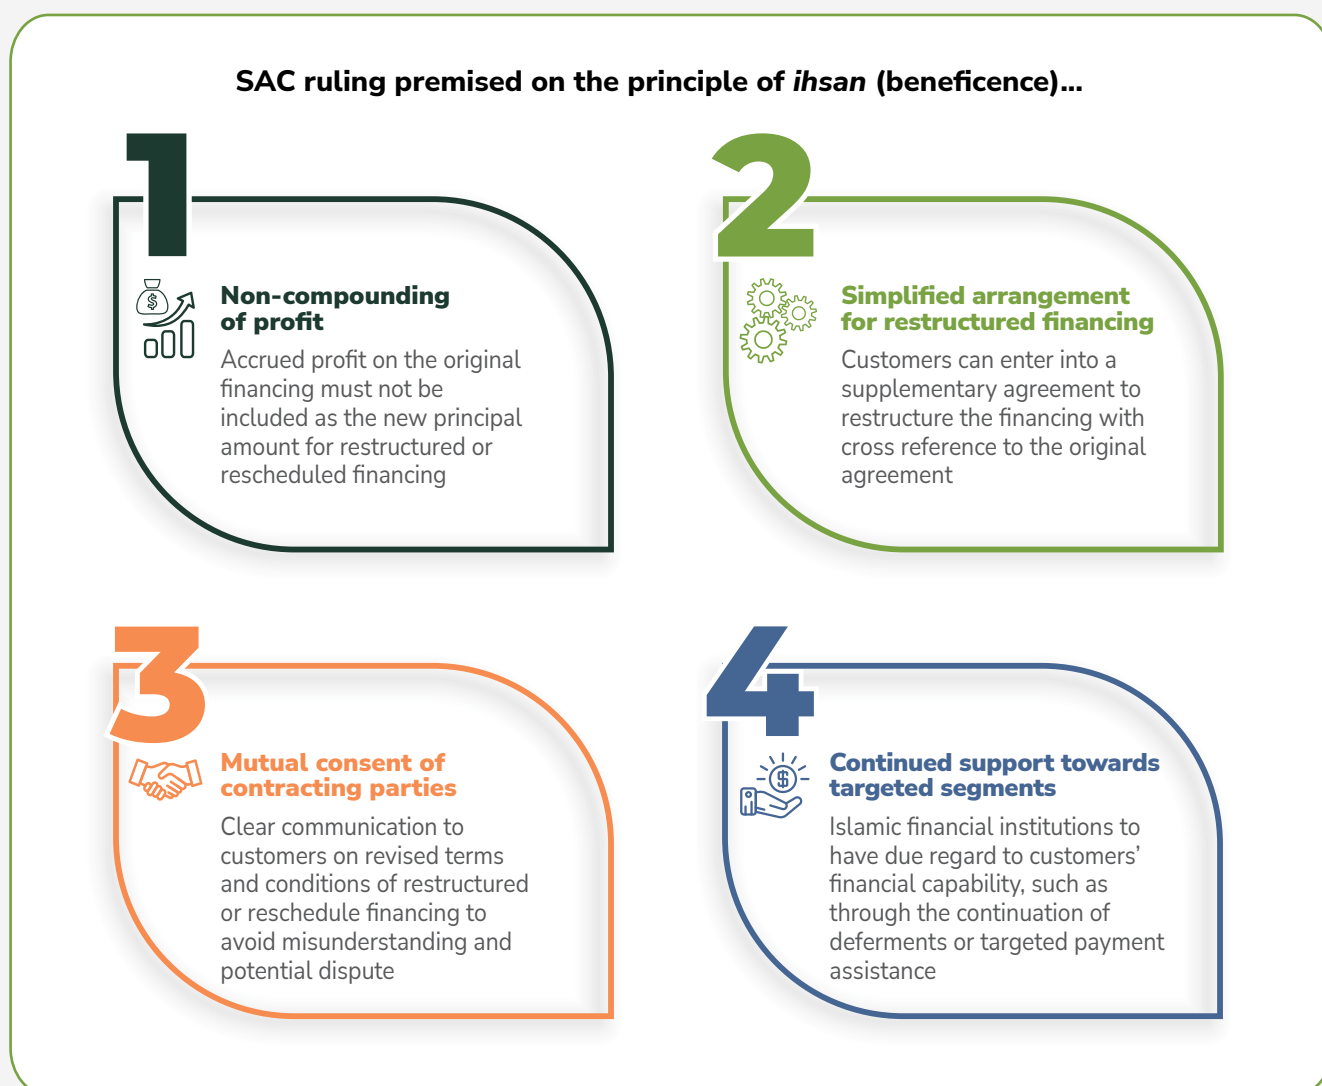 SAC ruling premised on the principle of ihsan (beneficence)...
1
Non-compounding
of profit
Accrued profit on the original
financing must not be
included as the new principal
amount for restructured or
rescheduled financing
2
Simplified arrangement
for restructured financing
Customers can enter into a
supplementary agreement to
restructure the financing with
cross reference to the original
agreement
3
Mutual consent of
contracting parties
Clear communication to
customers on revised terms
and conditions of restructured
or reschedule financing to
avoid misunderstanding and
potential dispute
4
Continued support towards
targeted segments
Islamic financial institutions to
have due regard to customers’
financial capability, such as
through the continuation of
deferments or targeted payment
assistance